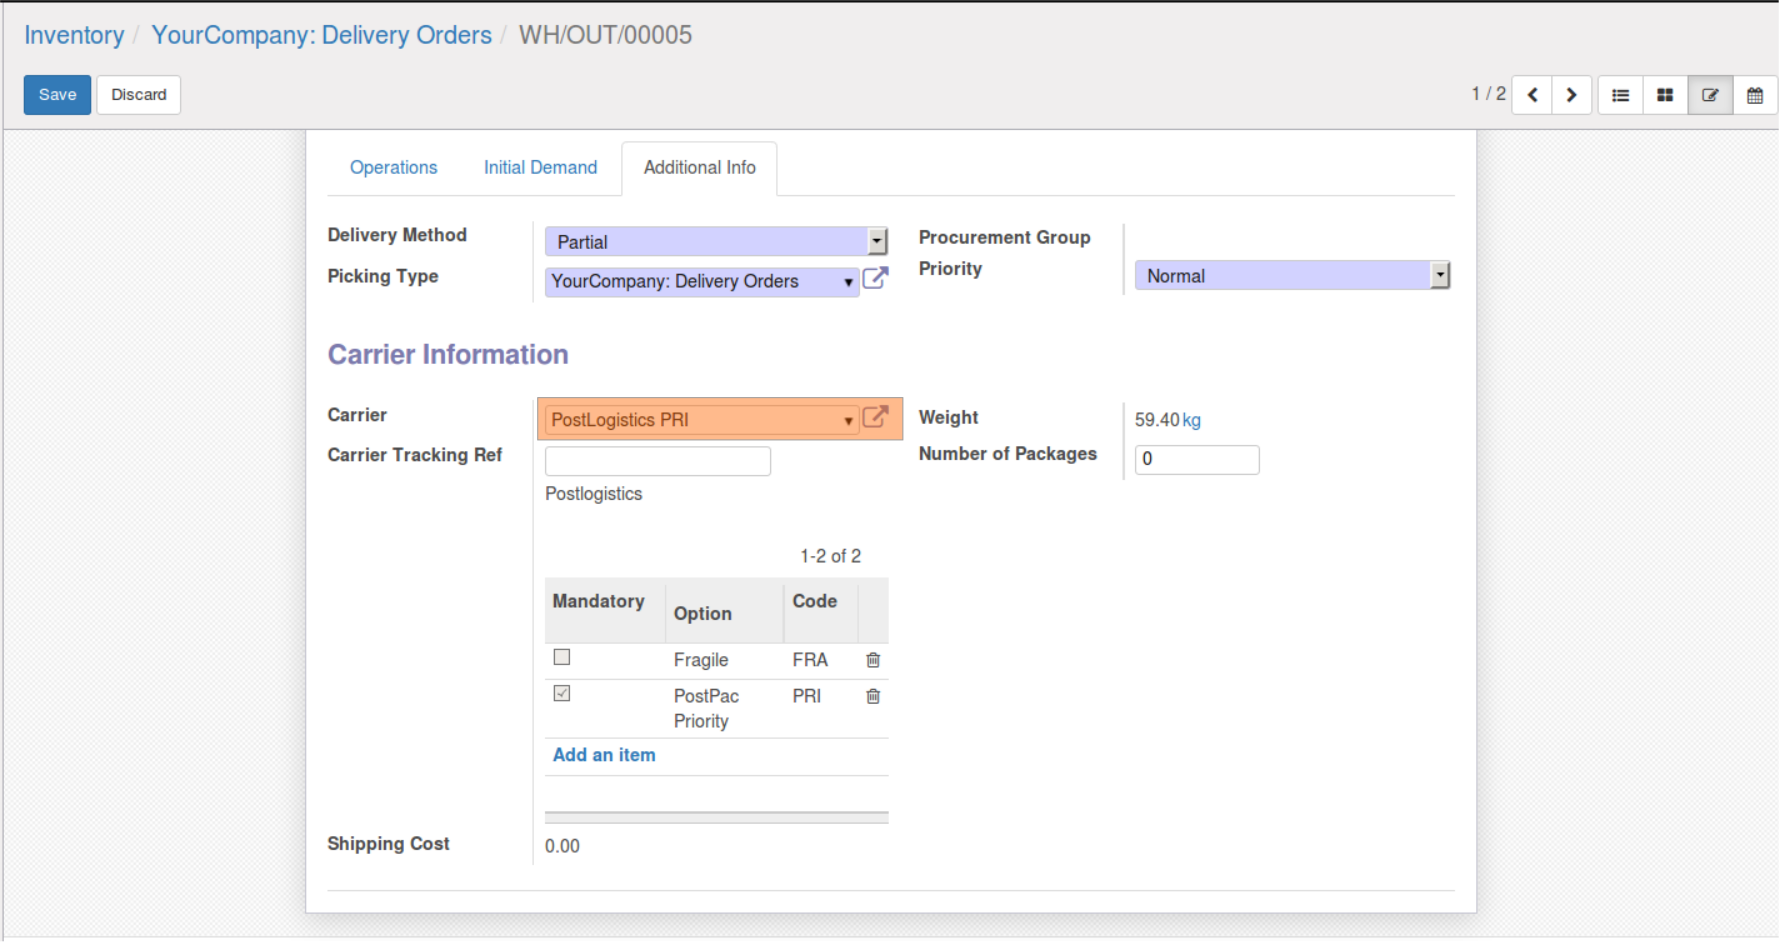 Inventory / YourCompany: Delivery Orders / WH/OUT/00005
Save Discard 1 / 2
Operations Initial Demand Additional Info
Delivery Method Partial
Picking Type YourCompany: Delivery Orders
Procurement Group
Priority Normal
Carrier Information
Carrier PostLogistics PRI
Carrier Tracking Ref
Postlogistics
Weight 59.40 kg
Number of Packages 0
1-2 of 2
Mandatory Option Code
Fragile FRA
PostPac PRI
Priority
Add an item
Shipping Cost 0.00